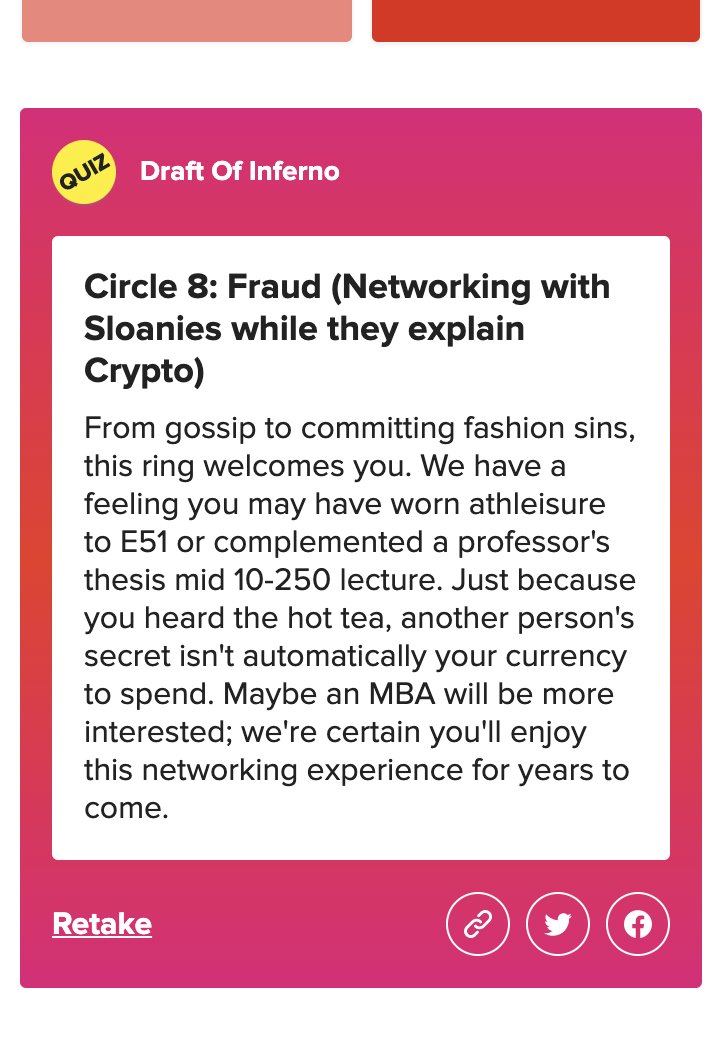 QUIZ
Draft Of Inferno
Circle 8: Fraud (Networking with
Sloanies while they explain
Crypto)
From gossip to committing fashion sins,
this ring welcomes you. We have a
feeling you may have worn athleisure
to E51 or complemented a professor's
thesis mid 10-250 lecture. Just because
you heard the hot tea, another person's
secret isn't automatically your currency
to spend. Maybe an MBA will be more
interested; we're certain you'll enjoy
this networking experience for years to
come.
Retake